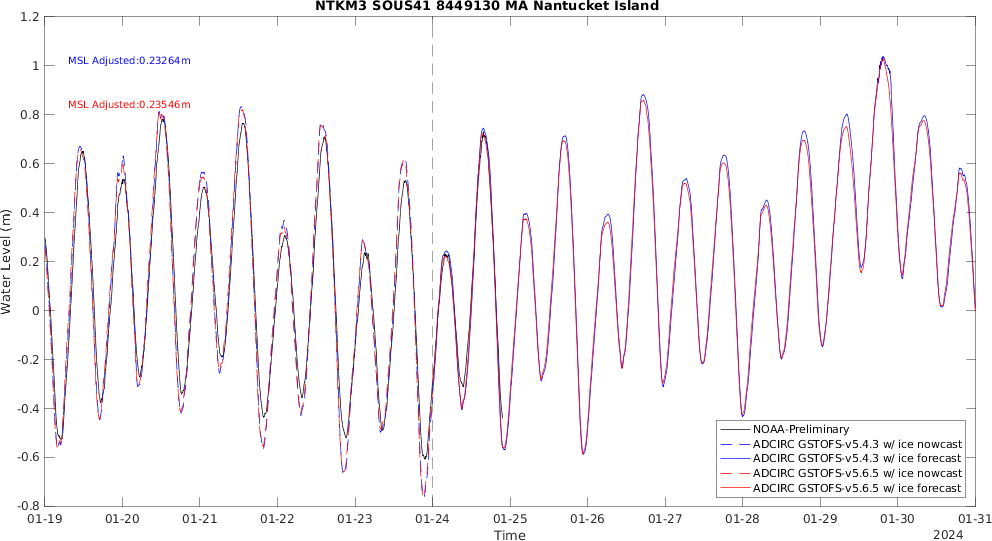 NTKM3 SOUS41 8449130 MA Nantucket Island
1.2
1
0.8
0.6
0.4
0.2
0
-0.2
-0.4
-0.6
-0.8
Water Level (m)
MSL Adjusted:0.23264m
MSL Adjusted:0.23546m
NOAA-Preliminary
ADCIRC GSTOFS-v5.4.3 w/ ice nowcast
ADCIRC GSTOFS-v5.4.3 w/ ice forecast
ADCIRC GSTOFS-v5.6.5 w/ ice nowcast
ADCIRC GSTOFS-v5.6.5 w/ ice forecast
01-19 01-20 01-21 01-22 01-23 01-24 01-25 01-26 01-27 01-28 01-29 01-30 01-31
Time
2024